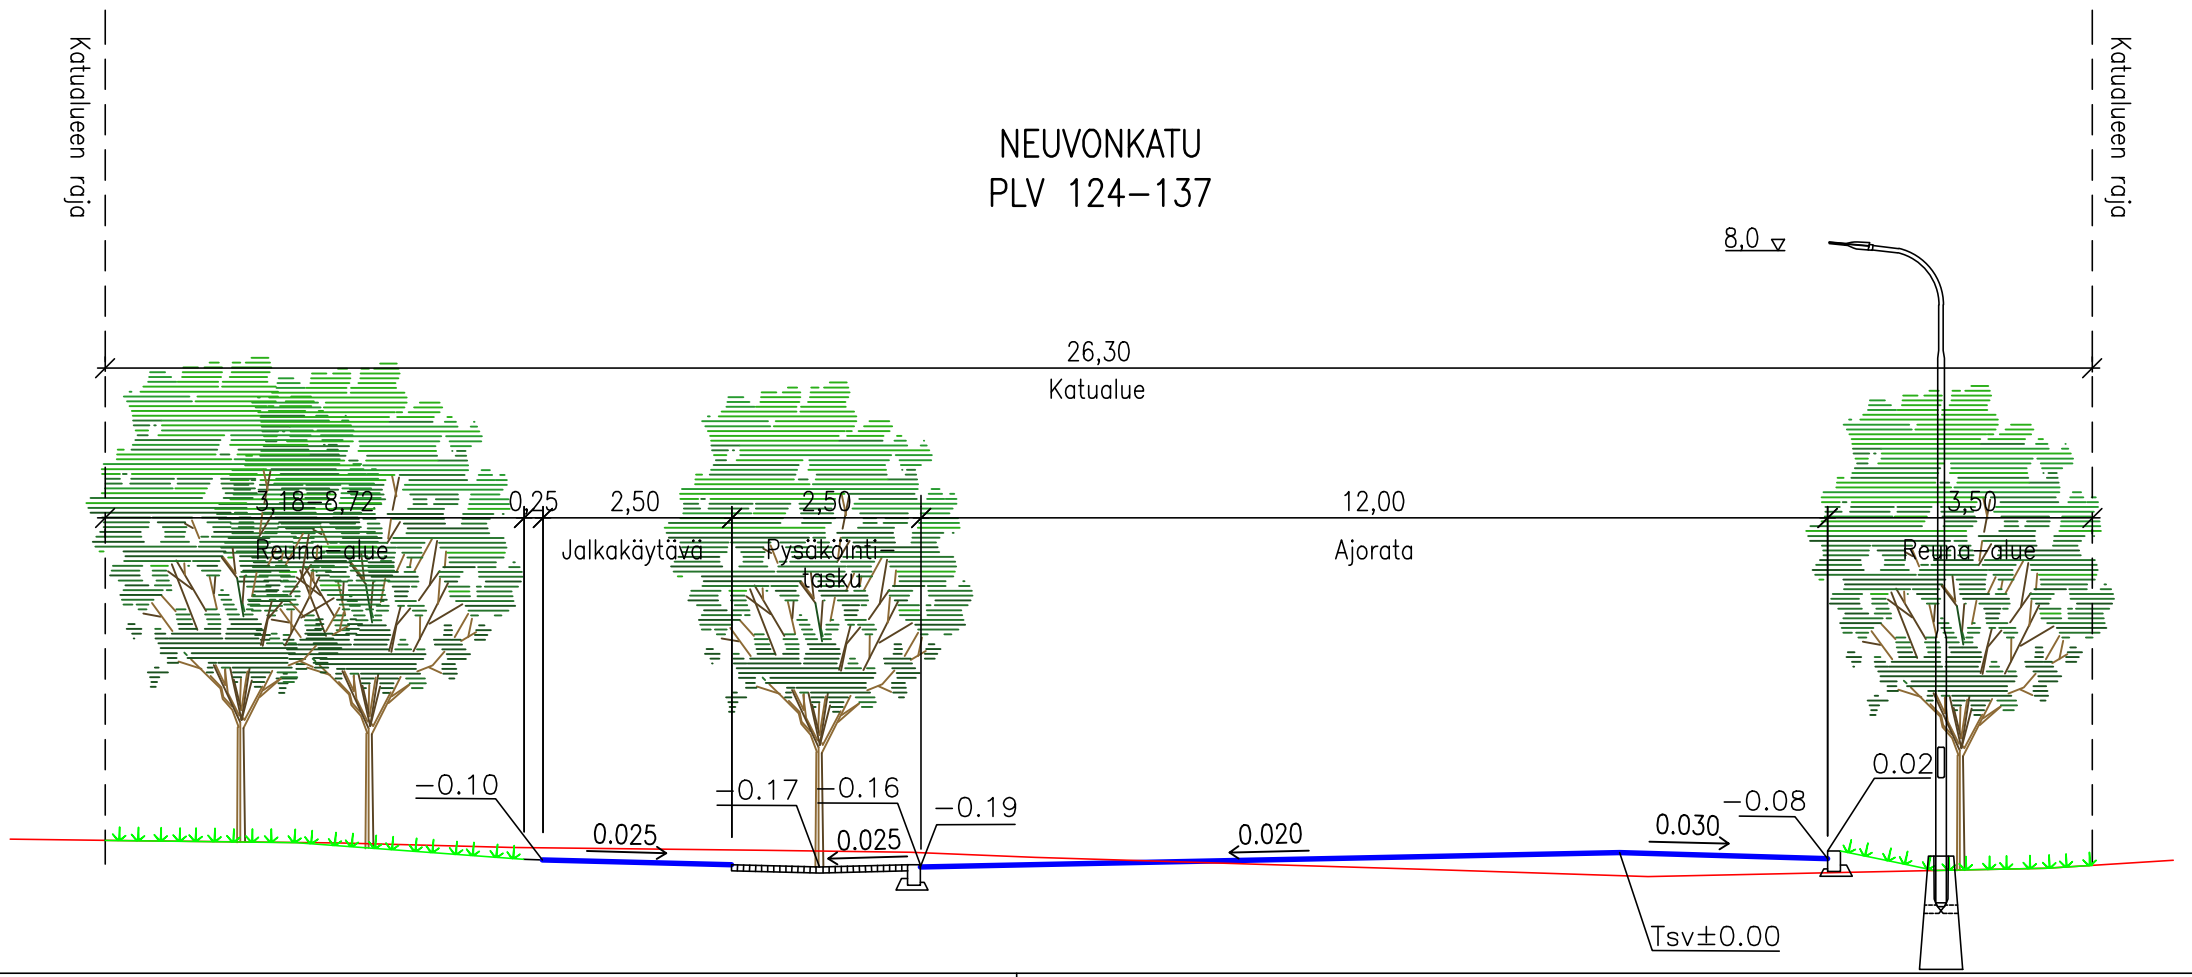 Katualueen raja
Katualueen raja
NEUVONKATU
PLV 124-137
8,0
26,30
Katualue
3,18-8,72
0,25
2,50
2,50
12,00
3,50
Reuna-alue
Jalkakäytävä
Pysäköinti-
tasku
Ajorata
Reuna-alue
-0.10
-0.17
-0.16
-0.19
-0.08
0.02
0.025
0.025
0.020
0.030
Tsv±0.00